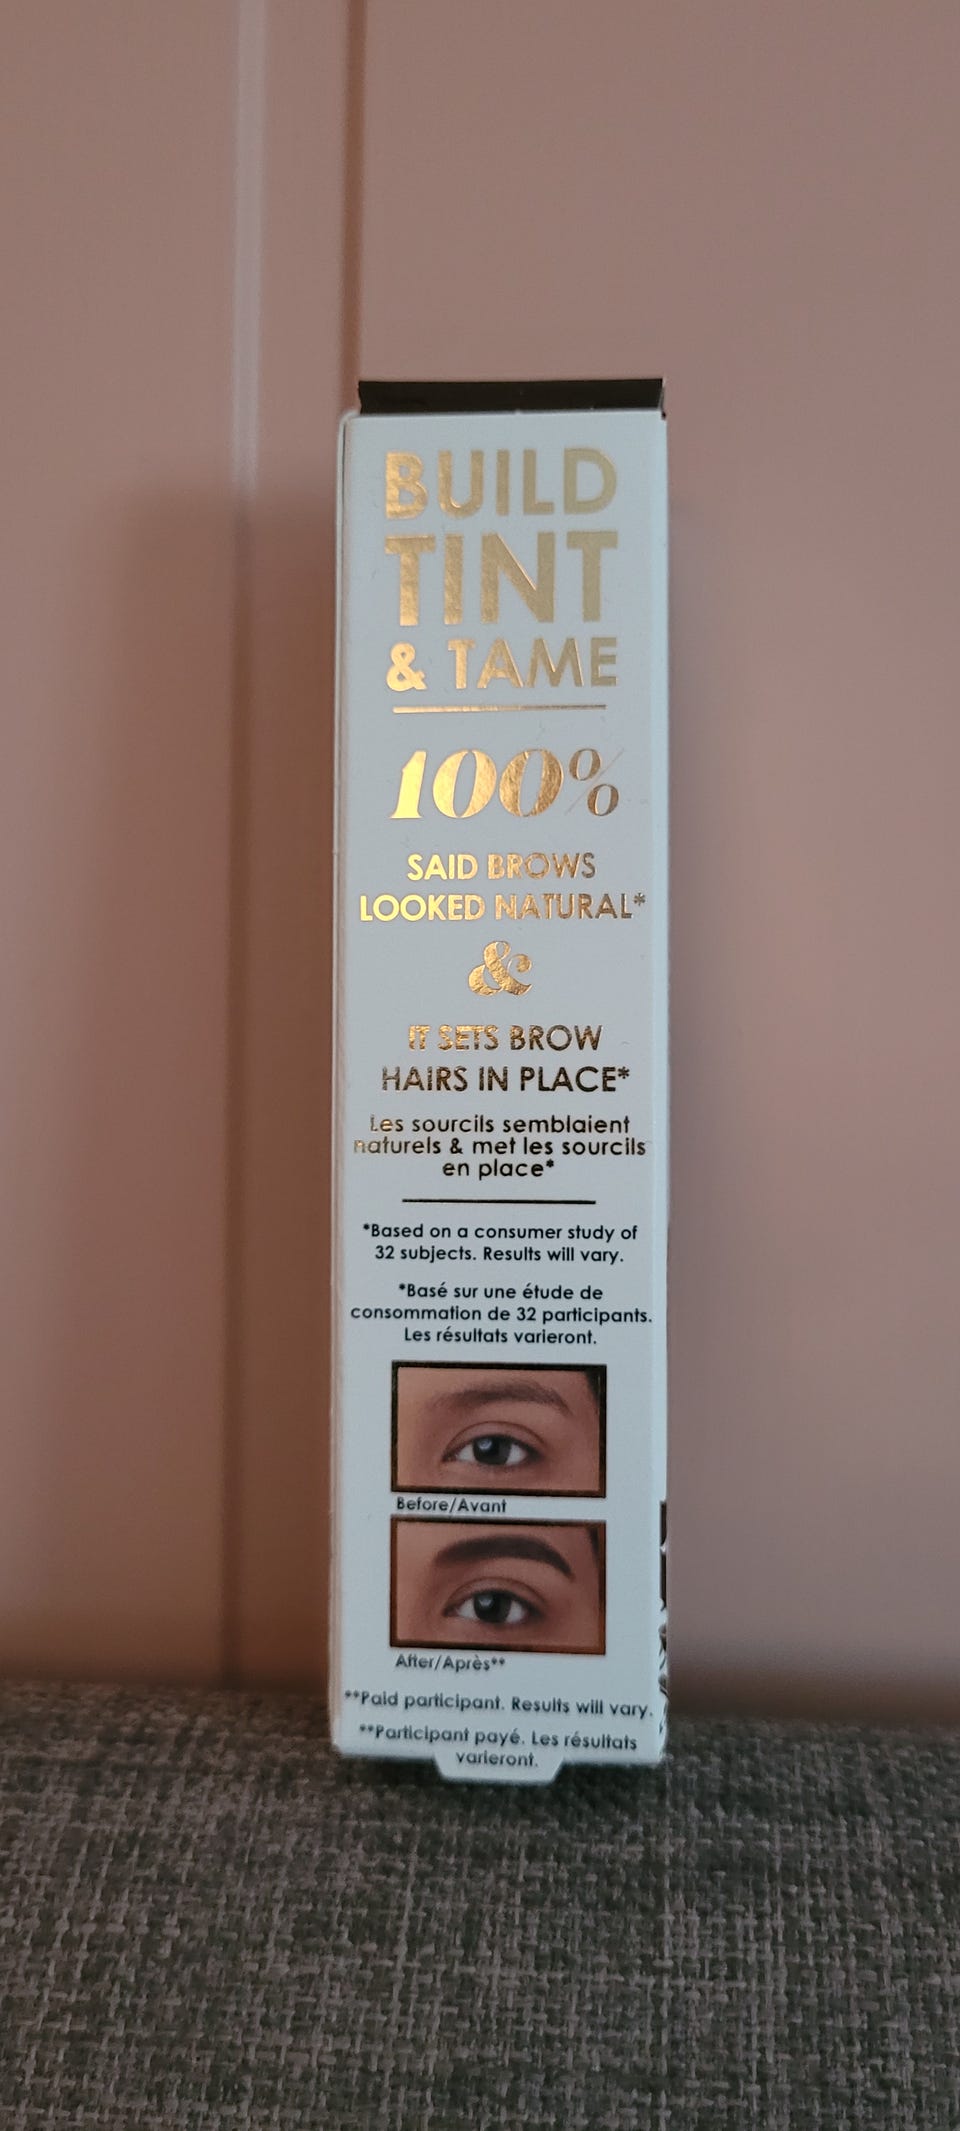 BUILD
TINT
& TAME
100%
SAID BROWS
LOOKED NATURAL*
&
IT SETS BROW
HAIRS IN PLACE*
Les sourcils semblaient
naturels & met les sourcils
en place*
*Based on a consumer study of
32 subjects. Results will vary.
*Basé sur une étude de
consommation de 32 participants.
Les résultats varieront.
Before/Avant
After/Après**
**Paid participant. Results will vary.
**Participant payé. Les résultats
varieront.